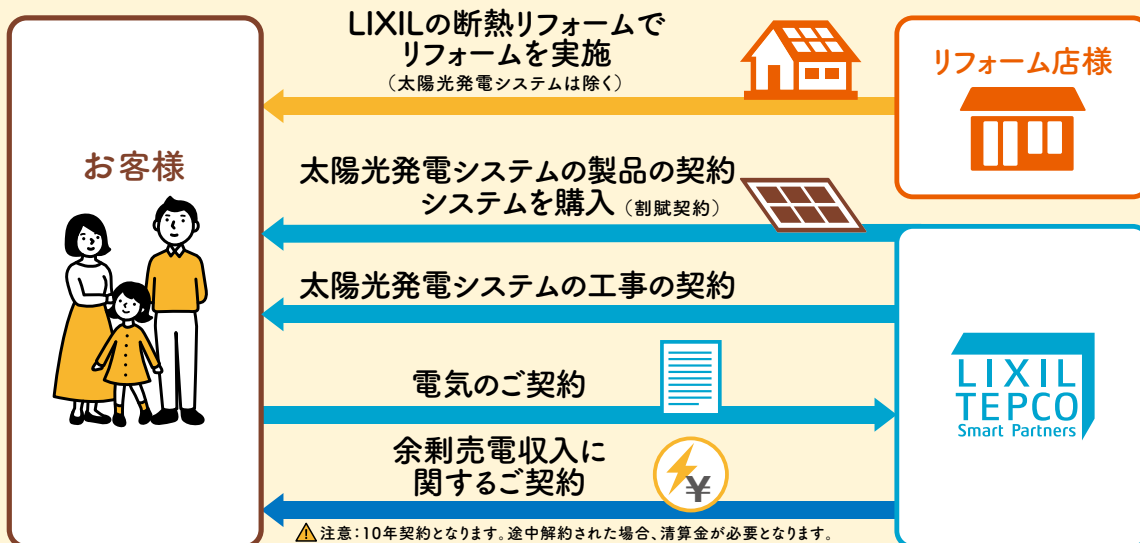 LIXILの断熱リフォームで
リフォームを実施
（太陽光発電システムは除く）
リフォーム店様
お客様
太陽光発電システムの製品の契約
システムを購入（割賦契約）
太陽光発電システムの工事の契約
電気のご契約
LIXIL
TEPCO
Smart Partners
余剰売電収入に
関するご契約
¥
注意：10年契約となります。途中解約された場合、清算金が必要となります。